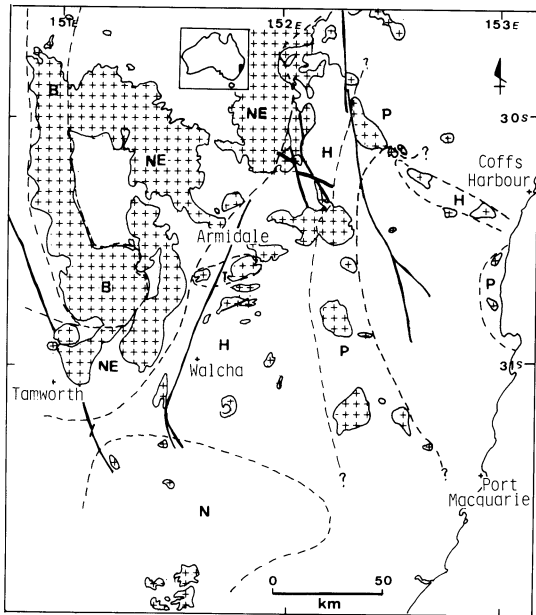 151E
152E
153E
B
P
30S
NE
NE
?
H
?
Coffs
Harbour
H
Armidale
B
P
H
P
NE
Walcha
31S
Tamworth
?
?
Port
Macquarie
N
0
50
km